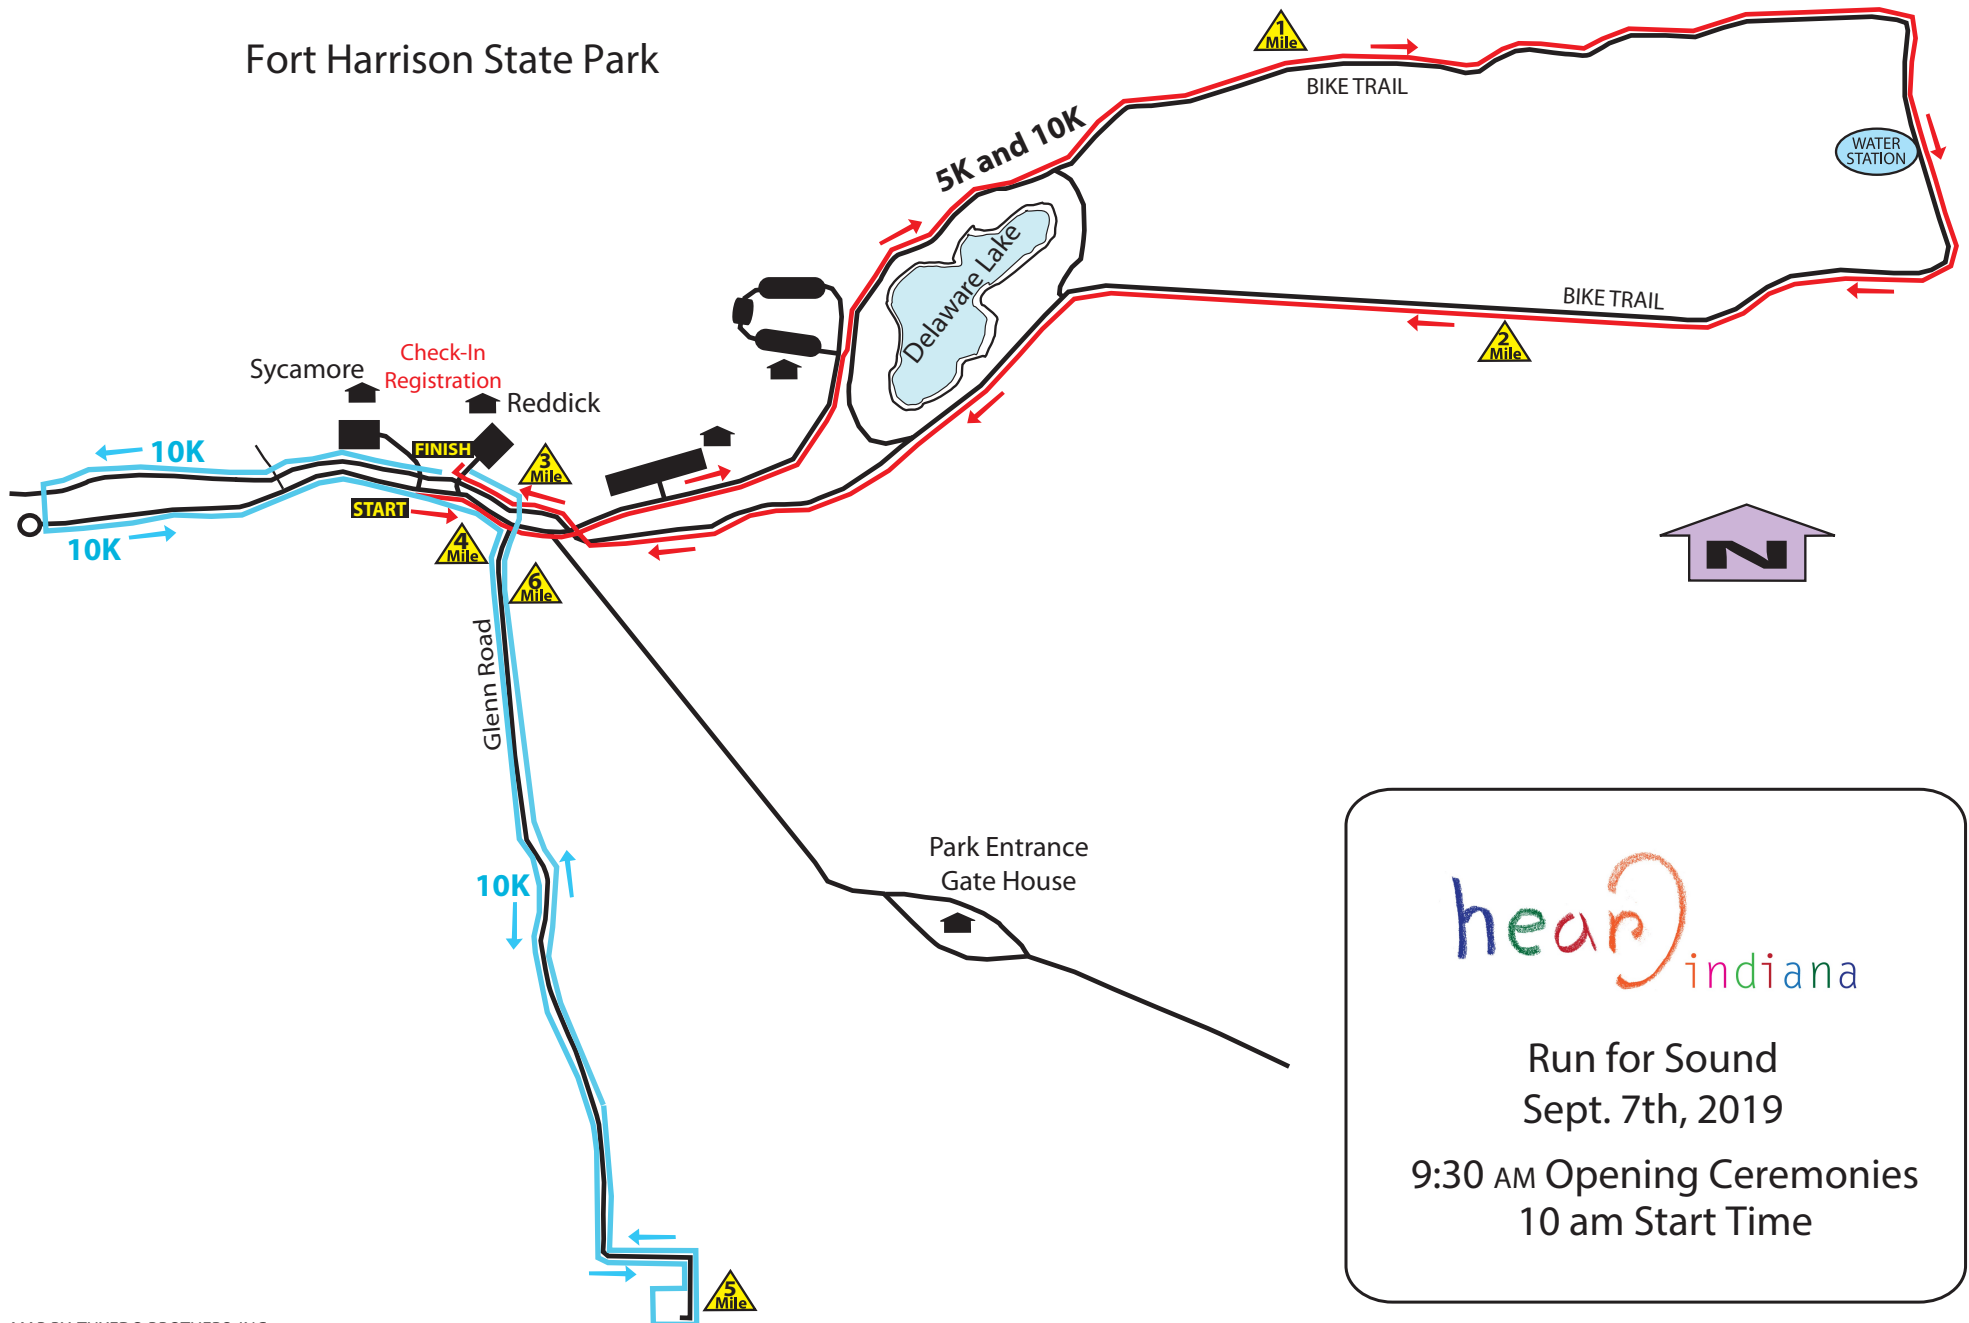 Fort Harrison State Park
1
Mile
BIKE TRAIL
5K and 10K
WATER
STATION
Delaware Lake
BIKE TRAIL
2
Mile
Sycamore
Check-In
Registration
Reddick
10K
FINISH
3
Mile
START
10K
4
Mile
6
Mile
N
Glenn Road
10K
Park Entrance
Gate House
5
Mile
hear
indiana
Run for Sound
Sept. 7th, 2019
9:30 AM Opening Ceremonies
10 am Start Time